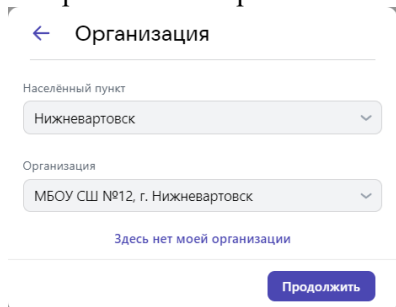 Организация
Населённый пункт
Нижневартовск
Организация
МБОУ СШ №12, г. Нижневартовск
Здесь нет моей организации
Продолжить